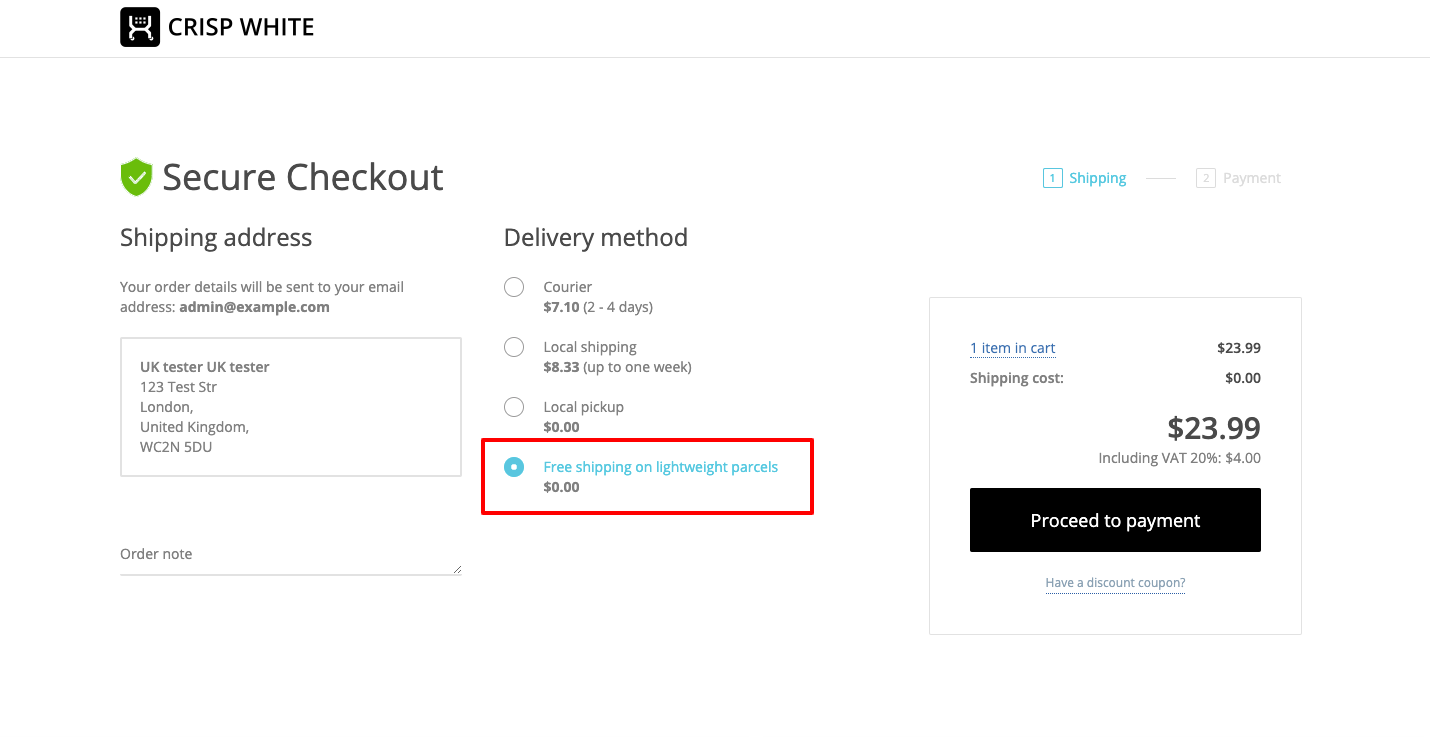 CRISP WHITE
Secure Checkout
1 Shipping
2 Payment
Shipping address
Your order details will be sent to your email
address: admin@example.com
UK tester UK tester
123 Test Str
London,
United Kingdom,
WC2N 5DU
Order note
Delivery method
Courier
$7.10 (2 - 4 days)
Local shipping
$8.33 (up to one week)
Local pickup
$0.00
Free shipping on lightweight parcels
$0.00
1 item in cart $23.99
Shipping cost: $0.00
$23.99
Including VAT 20%: $4.00
Proceed to payment
Have a discount coupon?